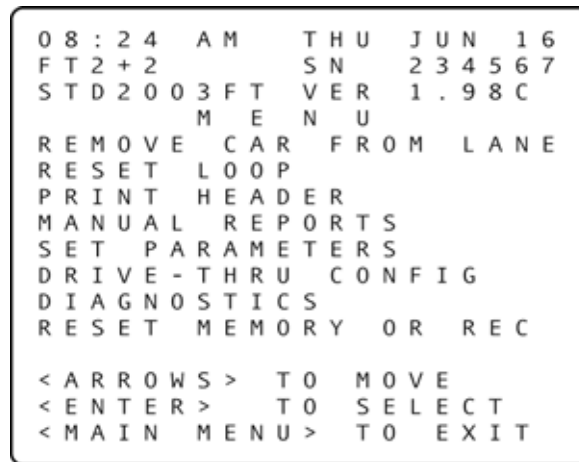 08:24 AM THU JUN 16
FT2+2 SN 234567
STD2003FT VER 1.98C
MENU
REMOVE CAR FROM LANE
RESET LOOP
PRINT HEADER
MANUAL REPORTS
SET PARAMETERS
DRIVE-THRU CONFIG
DIAGNOSTICS
RESET MEMORY OR REC
<ARROWS> TO MOVE
<ENTER> TO SELECT
<MAIN MENU> TO EXIT